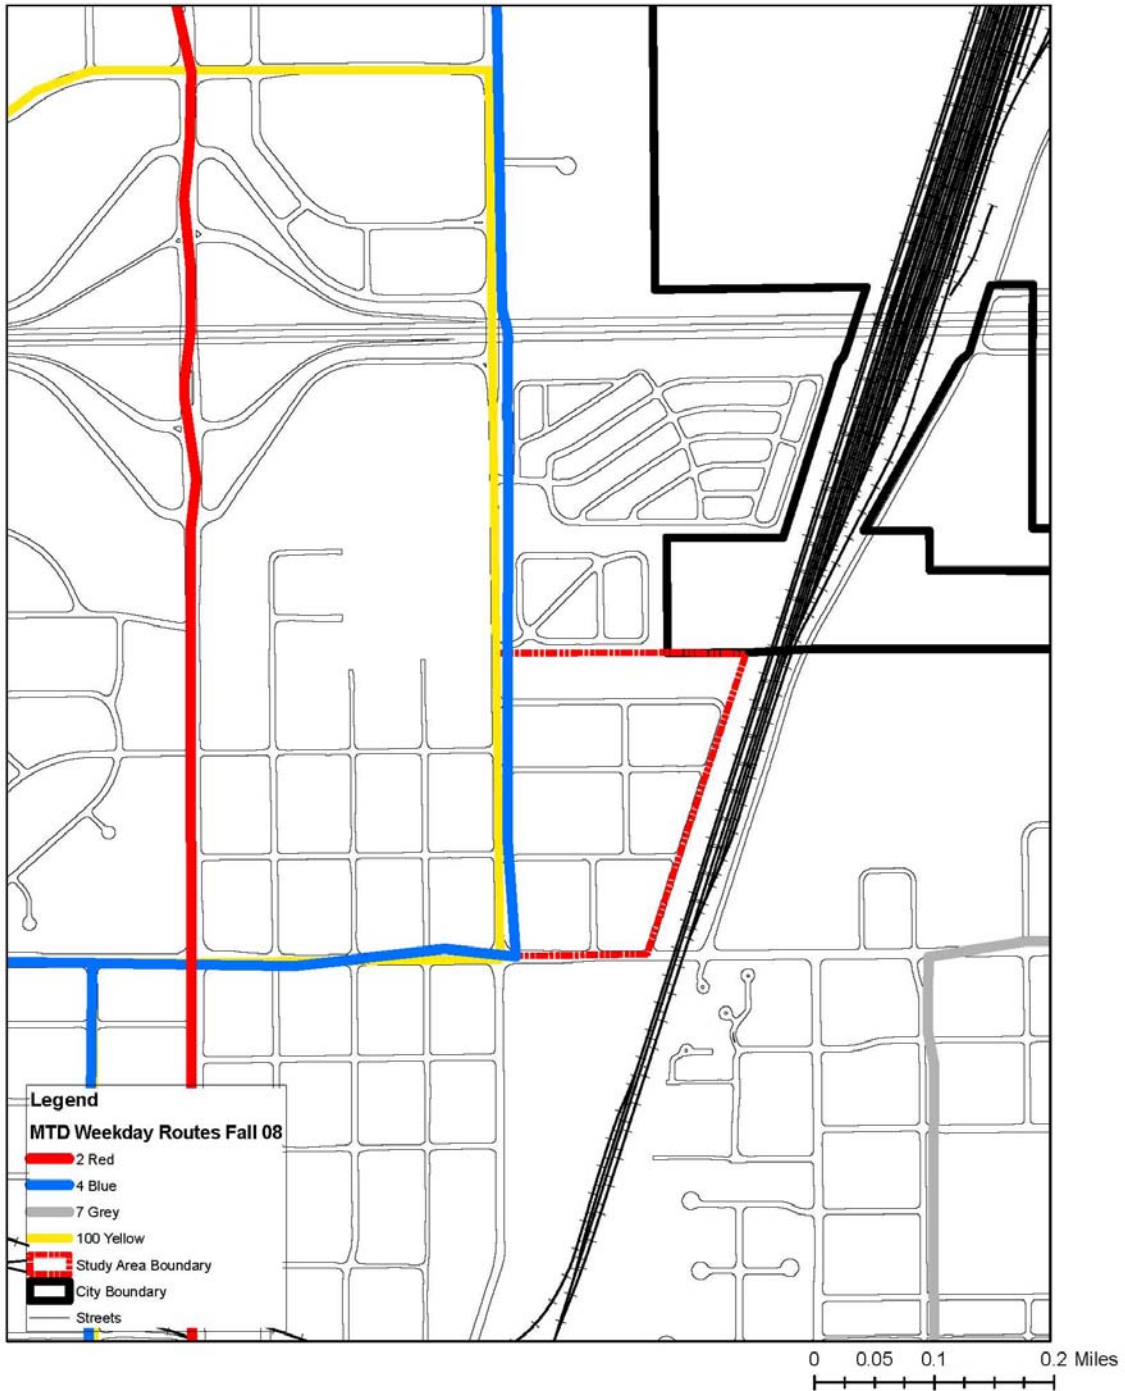 Legend
MTD Weekday Routes Fall 08
2 Red
4 Blue
7 Grey
100 Yellow
Study Area Boundary
City Boundary
Streets
0 0.05 0.1 0.2 Miles